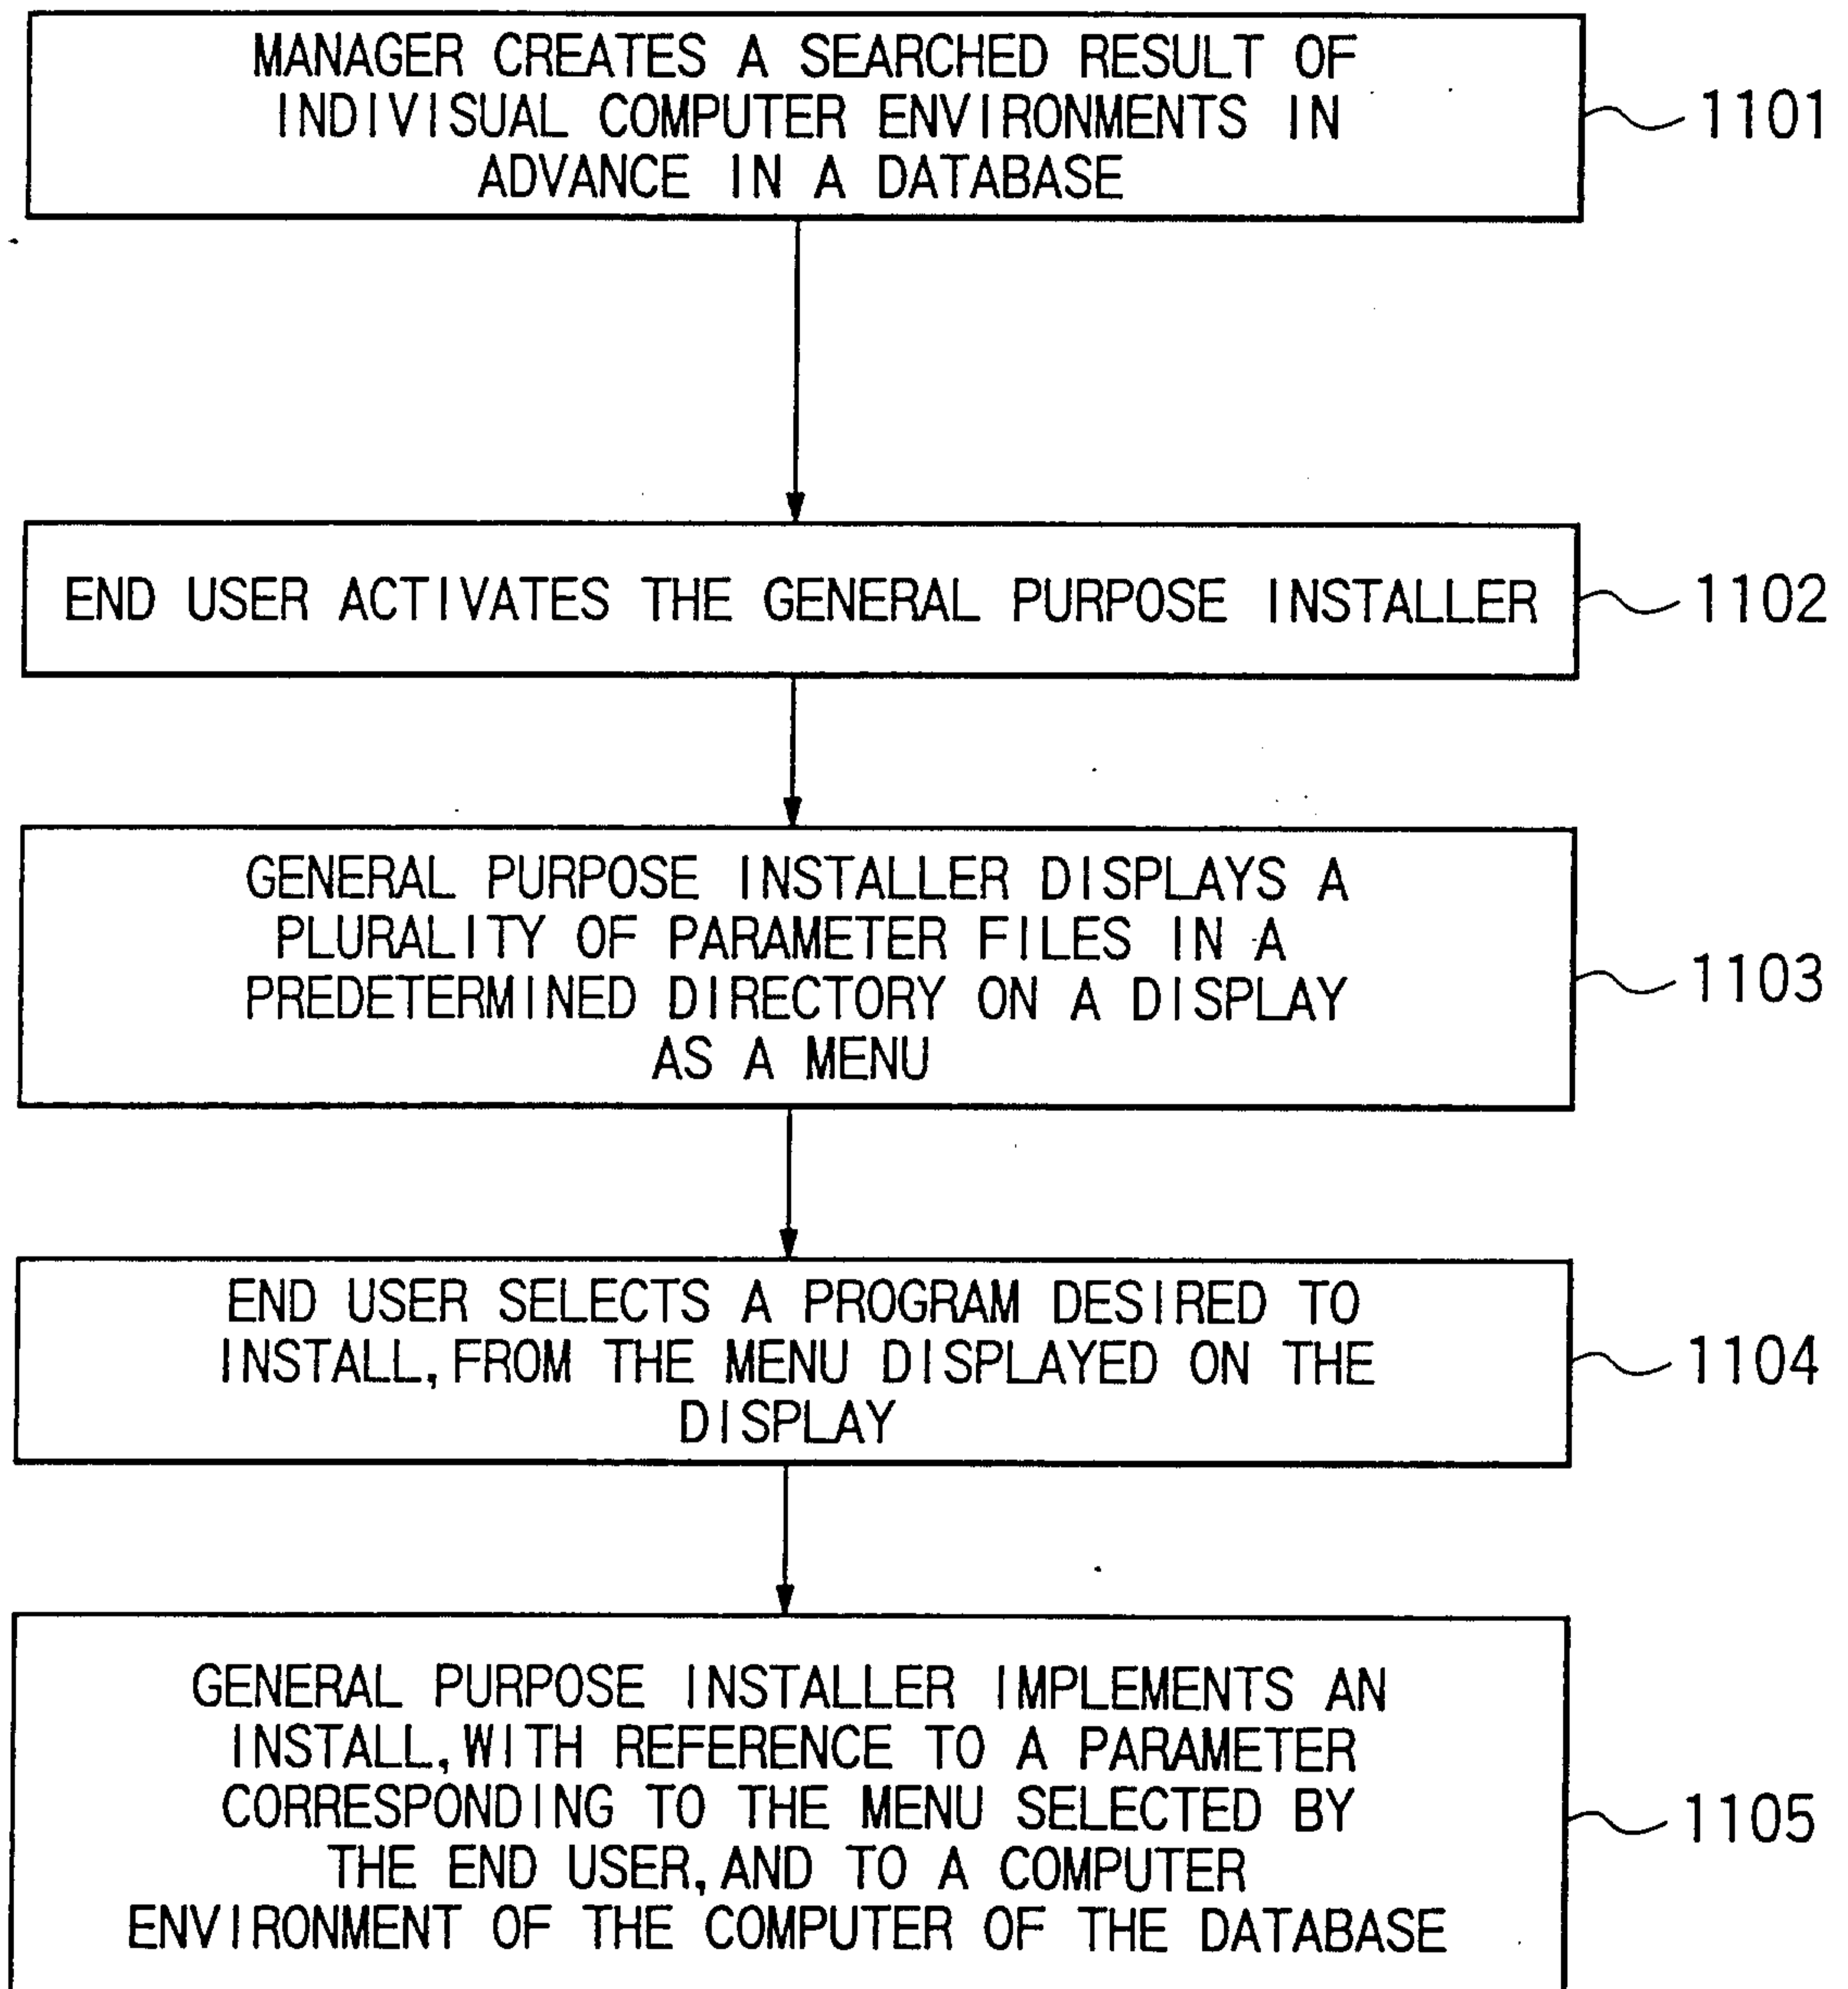 MANAGER CREATES A SEARCHED RESULT OF
INDIVISUAL COMPUTER ENVIRONMENTS IN
ADVANCE IN A DATABASE
1101
END USER ACTIVATES THE GENERAL PURPOSE INSTALLER
1102
GENERAL PURPOSE INSTALLER DISPLAYS A
PLURALITY OF PARAMETER FILES IN A
PREDETERMINED DIRECTORY ON A DISPLAY
AS A MENU
1103
END USER SELECTS A PROGRAM DESIRED TO
INSTALL, FROM THE MENU DISPLAYED ON THE
DISPLAY
1104
GENERAL PURPOSE INSTALLER IMPLEMENTS AN
INSTALL, WITH REFERENCE TO A PARAMETER
CORRESPONDING TO THE MENU SELECTED BY
THE END USER, AND TO A COMPUTER
ENVIRONMENT OF THE COMPUTER OF THE DATABASE
1105